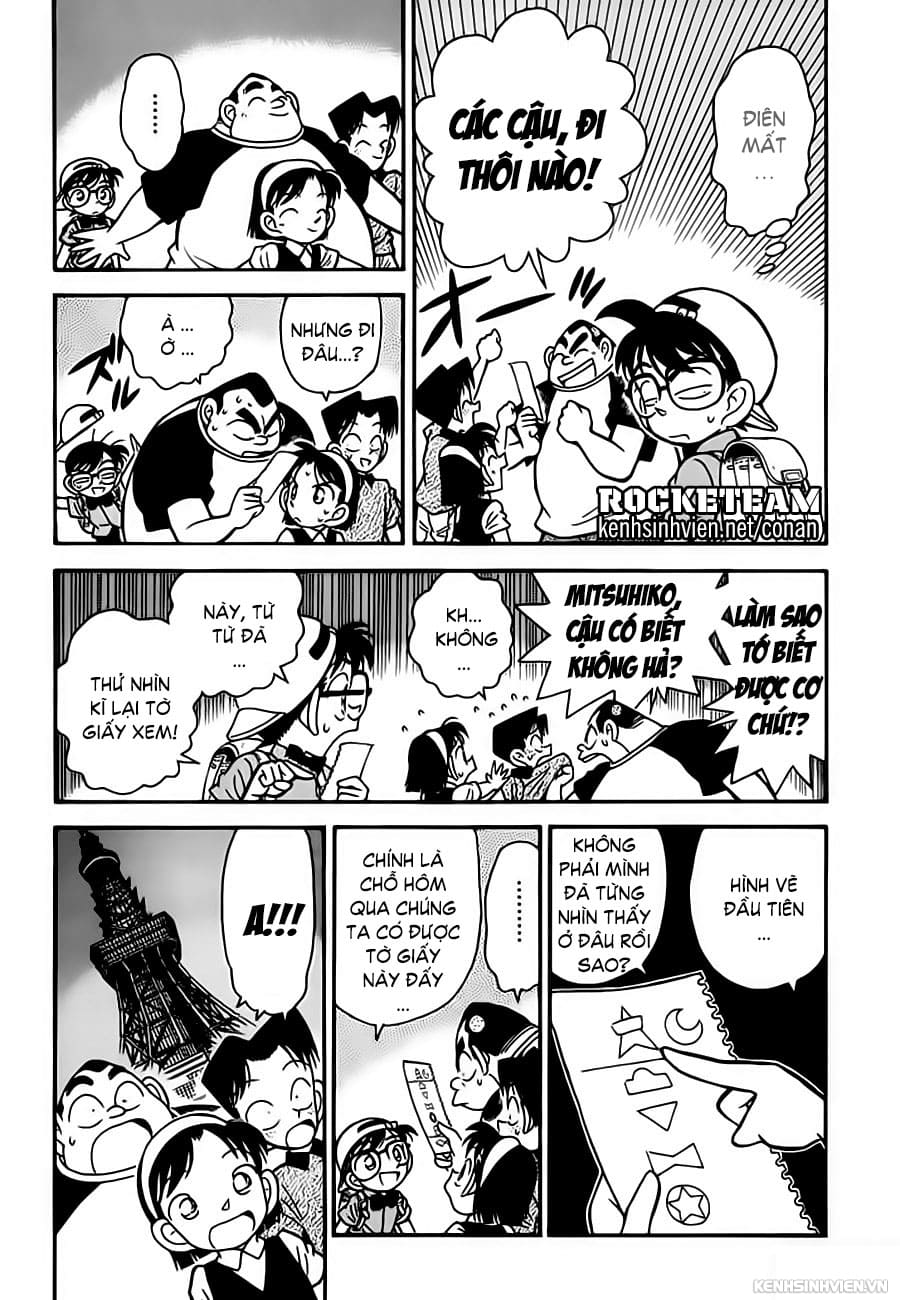 ĐIÊN
MẤT
...
CÁC CẬU, ĐI
THÔI NÀO!
......
NHƯNG ĐI
ĐÂU...?
À ...
Ờ ...
ROCKETEAM
kenhsinhvien.net/conan
LÀM SAO
TỚ BIẾT
ĐƯỢC CƠ
CHỨ!?
MITSUHIKO,
CẬU CÓ BIẾT
KHÔNG HẢ?
KH...
KHÔNG
...
NÀY, TỪ
TỪ ĐÃ
...
THỬ NHÌN
KĨ LẠI TỜ
GIẤY XEM!
HÌNH VẼ
ĐẦU TIÊN
...
KHÔNG
PHẢI MÌNH
ĐÃ TỪNG
NHÌN THẤY
Ở ĐÂU RỒI
SAO?
......
CHÍNH LÀ
CHỖ HÔM
QUA CHÚNG
TA CÓ ĐƯỢC
TỜ GIẤY
NÀY ĐẤY
...
A!!!
KENHSINHVIEN.VN